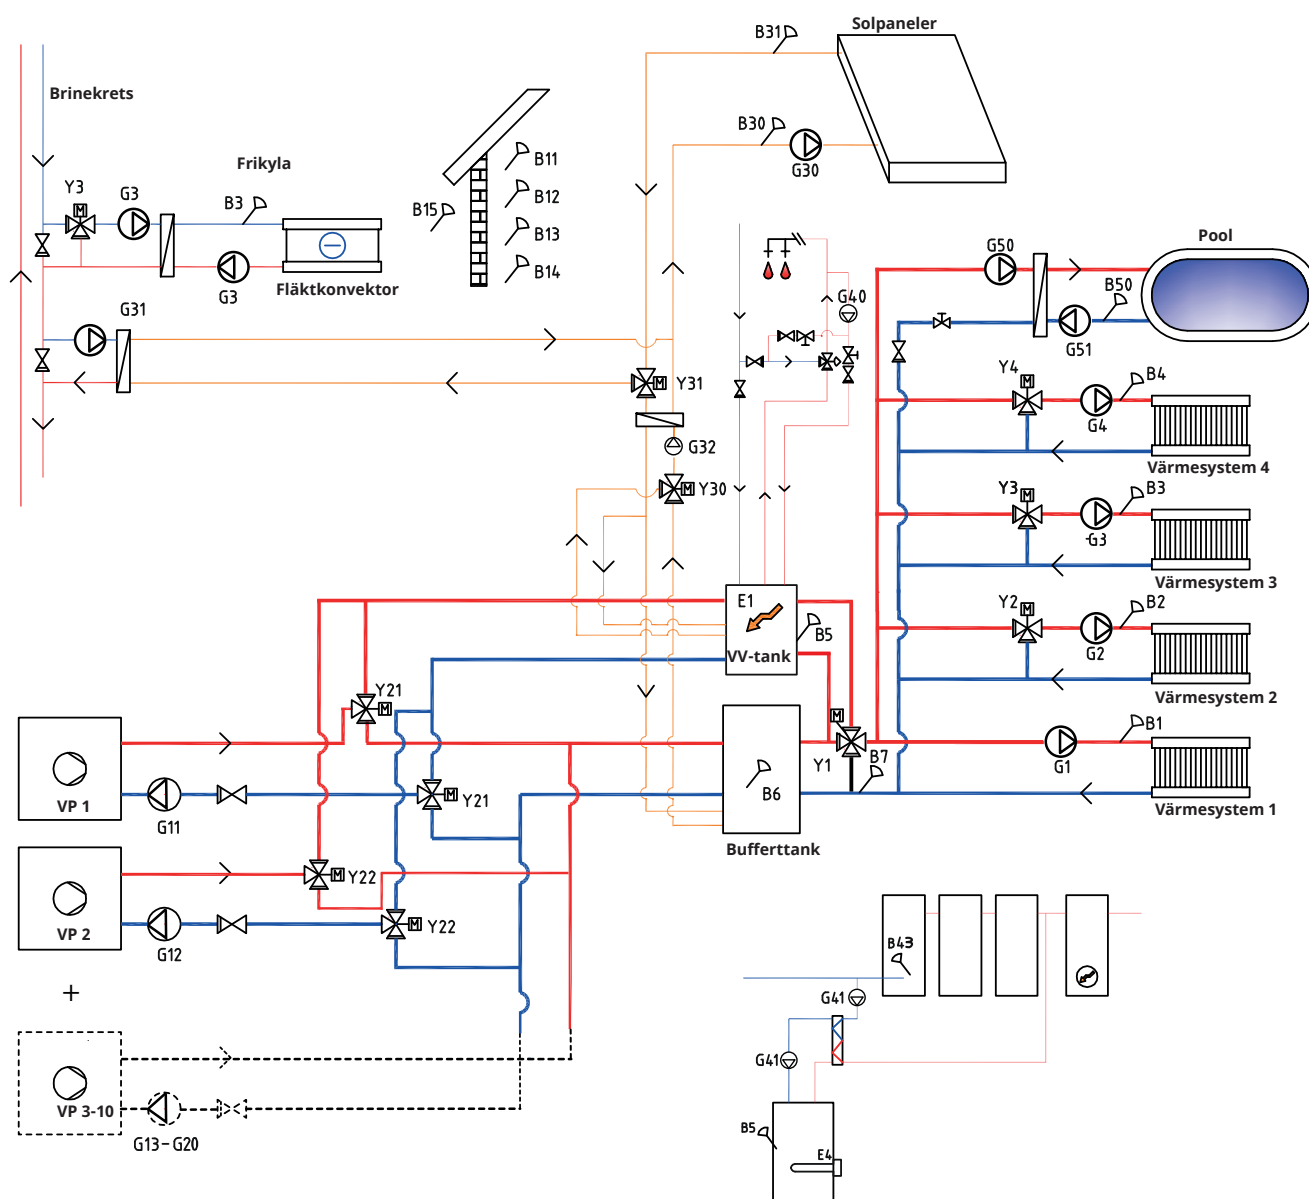 Solpaneler
B31
Brinekrets
B30
G30
Frikyla
B11
Y3
G3
B3
B12
B15
B13
B14
G3
Fläktkonvektor
Pool
G50
B50
G51
G40
G31
Y31
Y4
B4
G4
Värmesystem 4
G32
Y30
Y3
B3
G3
Värmesystem 3
E1
B5
VV-tank
Y2
B2
G2
Värmesystem 2
Y21
M
Y1
B7
B1
G1
Värmesystem 1
VP 1
G11
Y21
B6
Bufferttank
VP 2
G12
Y22
Y22
+
VP 3-10
G13-G20
B43
G41
G41
B5
E4
M
M
M
M
M
M
M
M
M
M